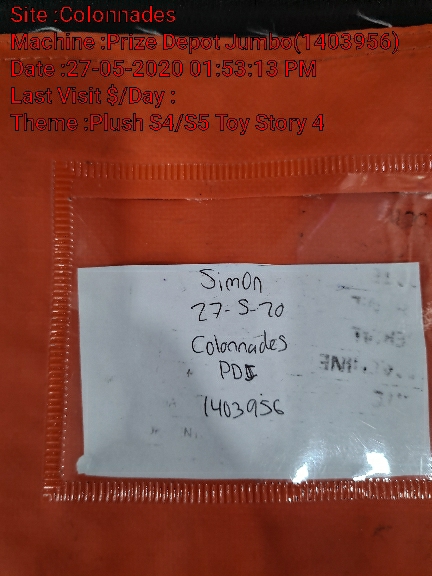 Site :Colonnades
Machine :Prize Depot Jumbo(1403956)
Date :27-05-2020 01:53:13 PM
Last Visit $/Day :
Theme :Plush S4/S5 Toy Story 4
Simon
27-5-20
Colonnades
PDJ
1403956